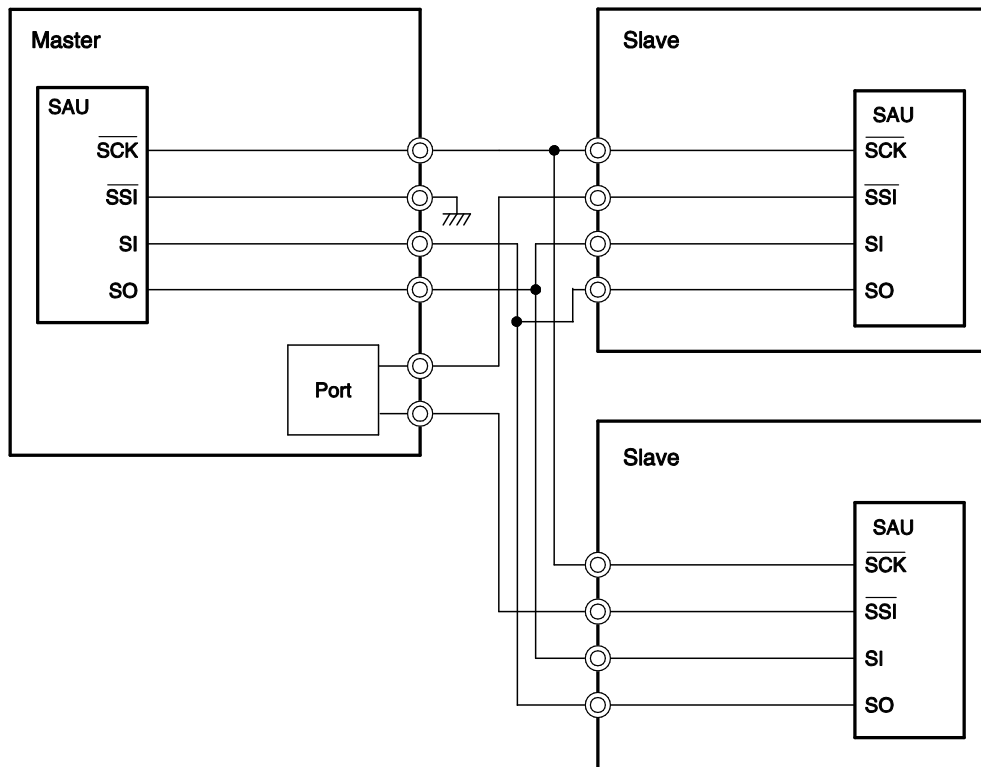 Master
SAU
SCK
SSI
SI
SO
Port
Slave
SAU
SCK
SSI
SI
SO
Slave
SAU
SCK
SSI
SI
SO